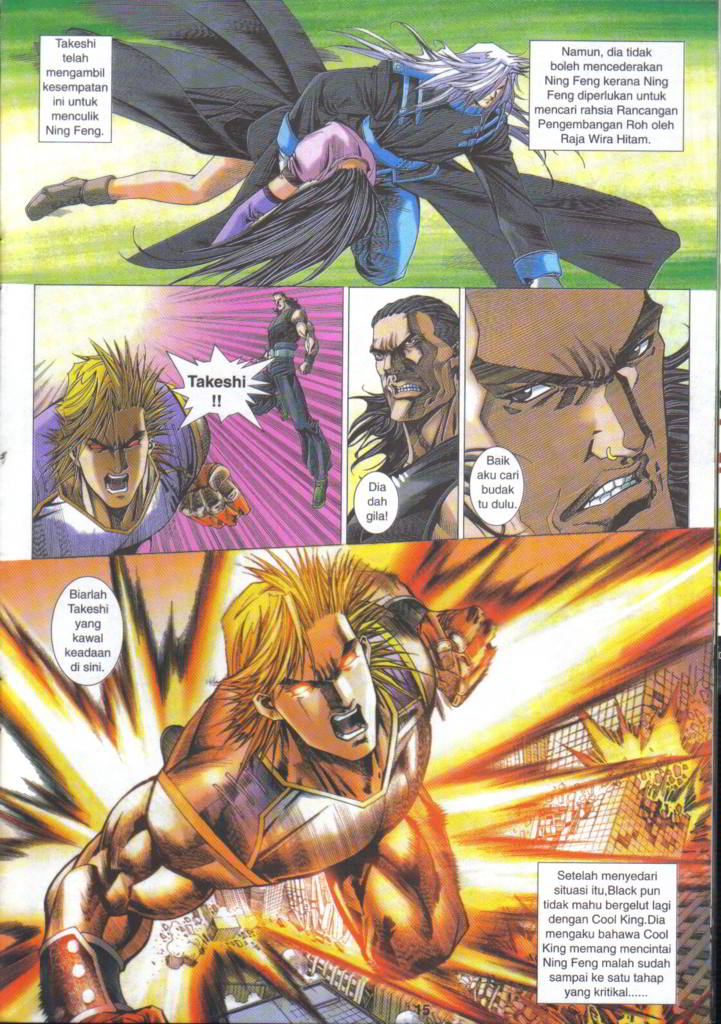 Takeshi
telah
mengambil
kesempatan
ini untuk
menculik
Ning Feng.
Namun, dia tidak
boleh mencederakan
Ning Feng kerana Ning
Feng diperlukan untuk
mencari rahsia Rancangan
Pengembangan Roh oleh
Raja Wira Hitam.
Takeshi
!!
Dia
dah
gila!
Baik
aku cari
budak
tu dulu.
Biarlah
Takeshi
yang
kawal
keadaan
di sini.
Setelah menyedari
situasi itu,Black pun
tidak mahu bergelut lagi
dengan Cool King.Dia
mengaku bahawa Cool
King memang mencintai
Ning Feng malah sudah
sampai ke satu tahap
yang kritikal......
15